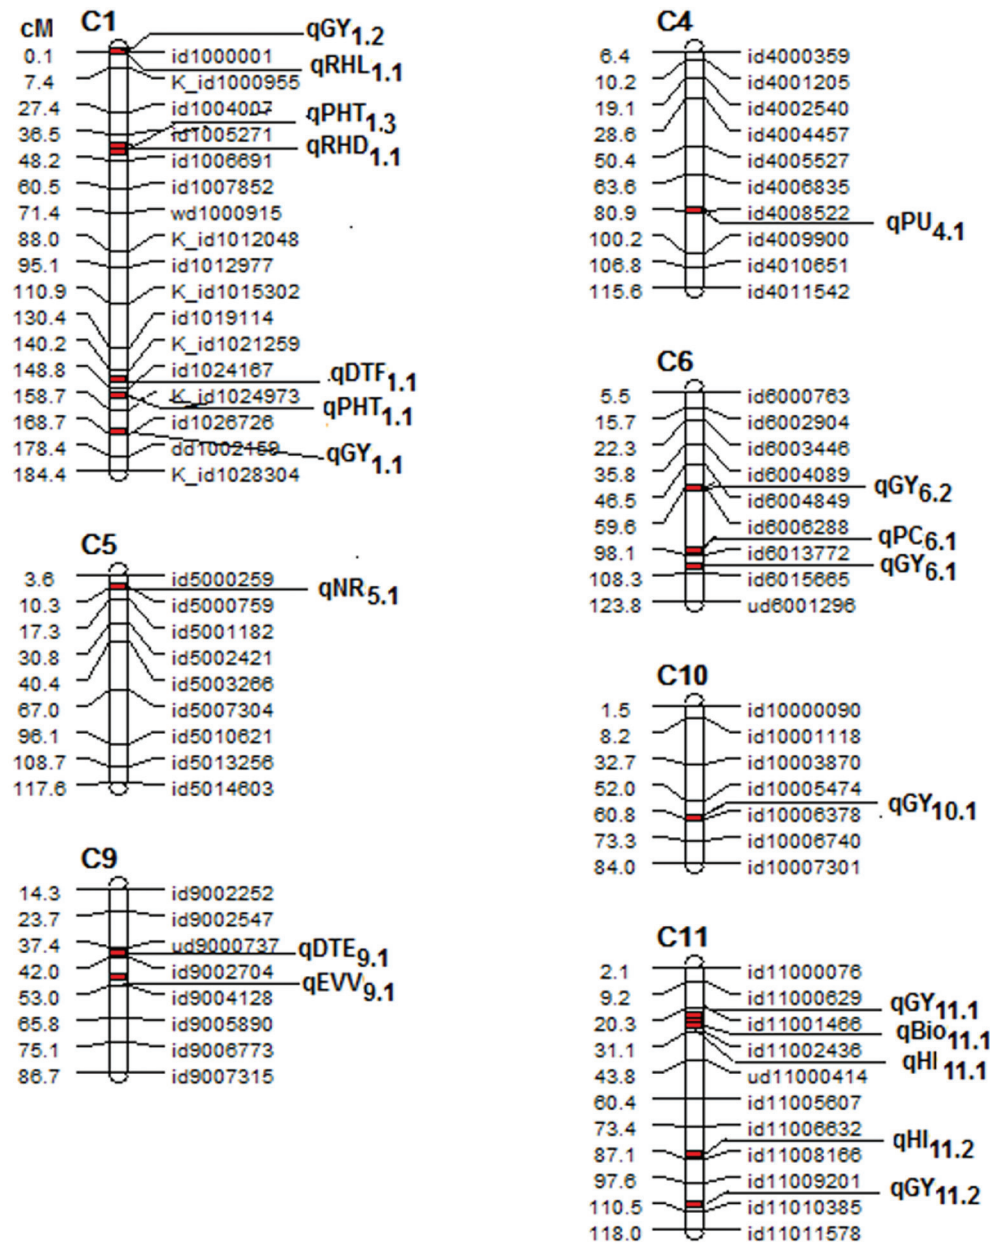 cM C1
qGY1.2
0.1 id1000001
qRHL1.1
7.4 K_id1000955
27.4 id1004007
qPHT1.3
36.5 id1005271
qRHD1.1
48.2 id1006691
60.5 id1007852
71.4 wd1000915
88.0 K_id1012048
95.1 id1012977
110.9 K_id1015302
130.4 id1019114
140.2 K_id1021259
148.8 id1024167
qDTF1.1
158.7 K_id1024973
qPHT1.1
168.7 id1026726
178.4 dd1002159
qGY1.1
184.4 K_id1028304
C5
3.6 id5000259
qNR5.1
10.3 id5000759
17.3 id5001182
30.8 id5002421
40.4 id5003266
67.0 id5007304
96.1 id5010621
108.7 id5013256
117.6 id5014603
C9
14.3 id9002252
23.7 id9002547
37.4 ud9000737
qDTE9.1
42.0 id9002704
qEVV9.1
53.0 id9004128
65.8 id9005890
75.1 id9006773
86.7 id9007315
C4
6.4 id4000359
10.2 id4001205
19.1 id4002540
28.6 id4004457
50.4 id4005527
63.6 id4006835
80.9 id4008522
qPU4.1
100.2 id4009900
106.8 id4010651
115.6 id4011542
C6
5.5 id6000763
15.7 id6002904
22.3 id6003446
35.8 id6004089
qGY6.2
46.5 id6004849
59.6 id6006288
qPC6.1
98.1 id6013772
qGY6.1
108.3 id6015665
123.8 ud6001296
C10
1.5 id10000090
8.2 id10001118
32.7 id10003870
52.0 id10005474
qGY10.1
60.8 id10006378
73.3 id10006740
84.0 id10007301
C11
2.1 id11000076
9.2 id11000629
qGY11.1
20.3 id11001466
qBio11.1
31.1 id11002436
qHI11.1
43.8 ud11000414
60.4 id11005607
73.4 id11006632
qHI11.2
87.1 id11008166
97.6 id11009201
qGY11.2
110.5 id11010385
118.0 id11011578